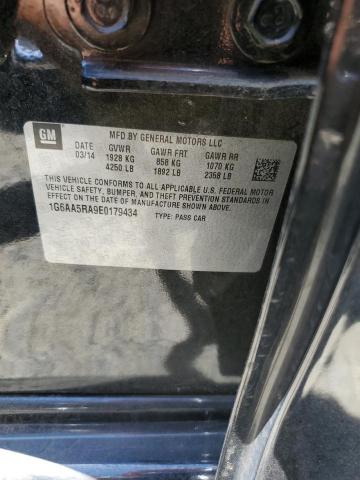 GM
MFD BY GENERAL MOTORS LLC
DATE GVWR GAWR FRT GAWR RR
03/14 1928 KG 858 KG 1070 KG
4250 LB 1892 LB 2358 LB
THIS VEHICLE CONFORMS TO ALL APPLICABLE U.S. FEDERAL MOTOR
VEHICLE SAFETY, BUMPER, AND THEFT PREVENTION STANDARDS IN
EFFECT ON THE DATE OF MANUFACTURE SHOWN ABOVE.
1G6AA5RA9E0179434 TYPE: PASS CAR